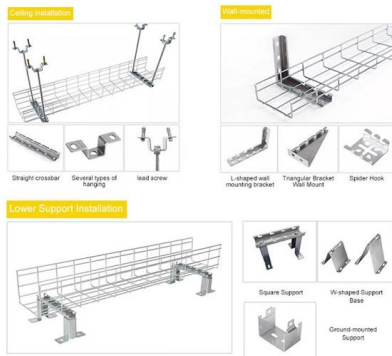 Ceiling installation
Wall-mounted
Straight crossbar
Several types of
hanging
lead screw
L-shaped wall
mounting bracket
Triangular Bracket
Wall Mount
Spider Hook
Lower Support Installation
Square Support
W-shaped Support
Base
Ground-mounted
Support